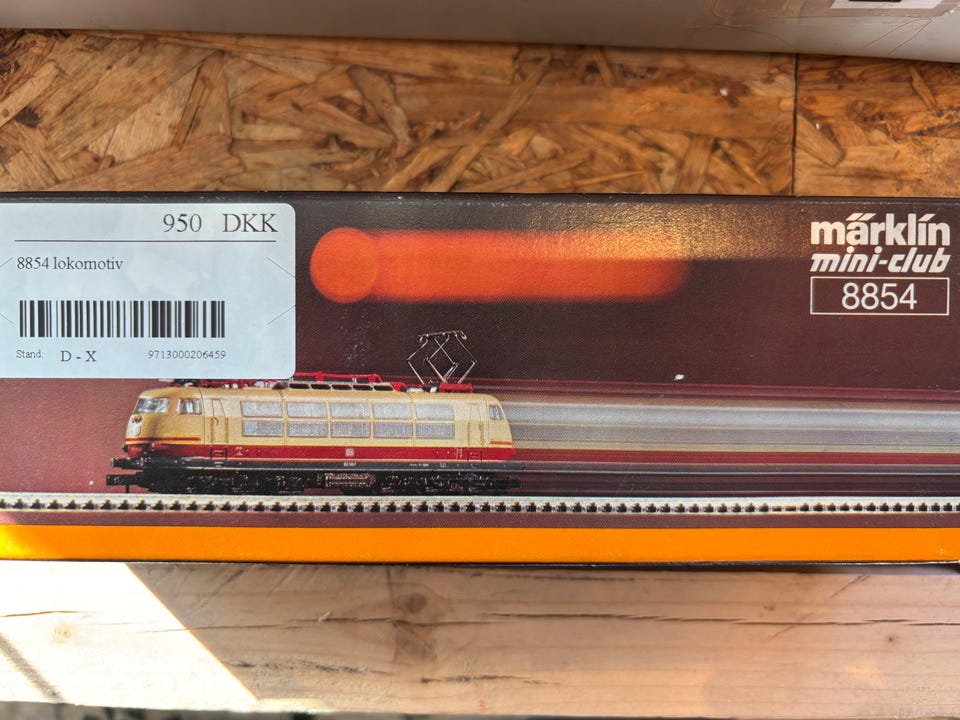 950 DKK
8854 lokomotiv
Stand: D - X 9713000206459
märklin
mini-club
8854